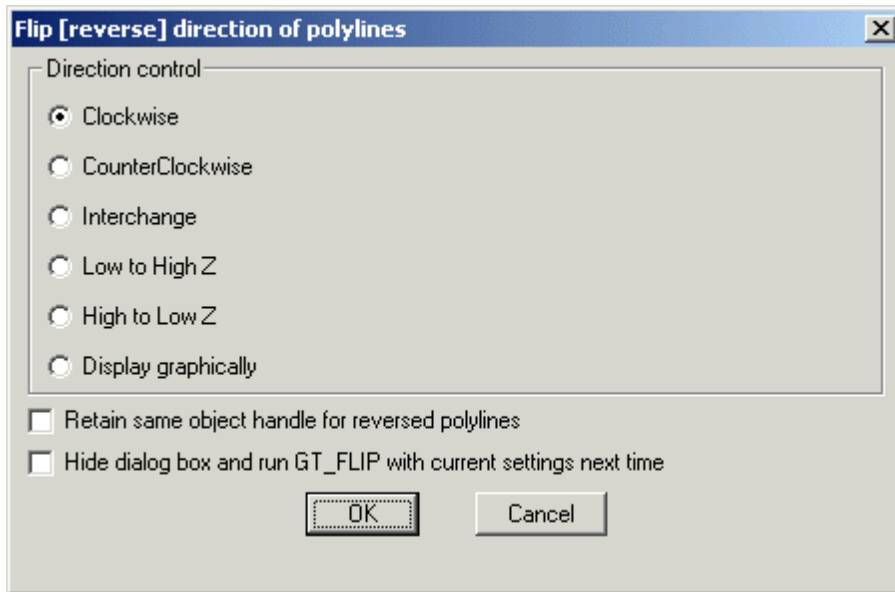 Flip [reverse] direction of polylines
Direction control
Clockwise
CounterClockwise
Interchange
Low to High Z
High to Low Z
Display graphically
Retain same object handle for reversed polylines
Hide dialog box and run GT_FLIP with current settings next time
OK Cancel